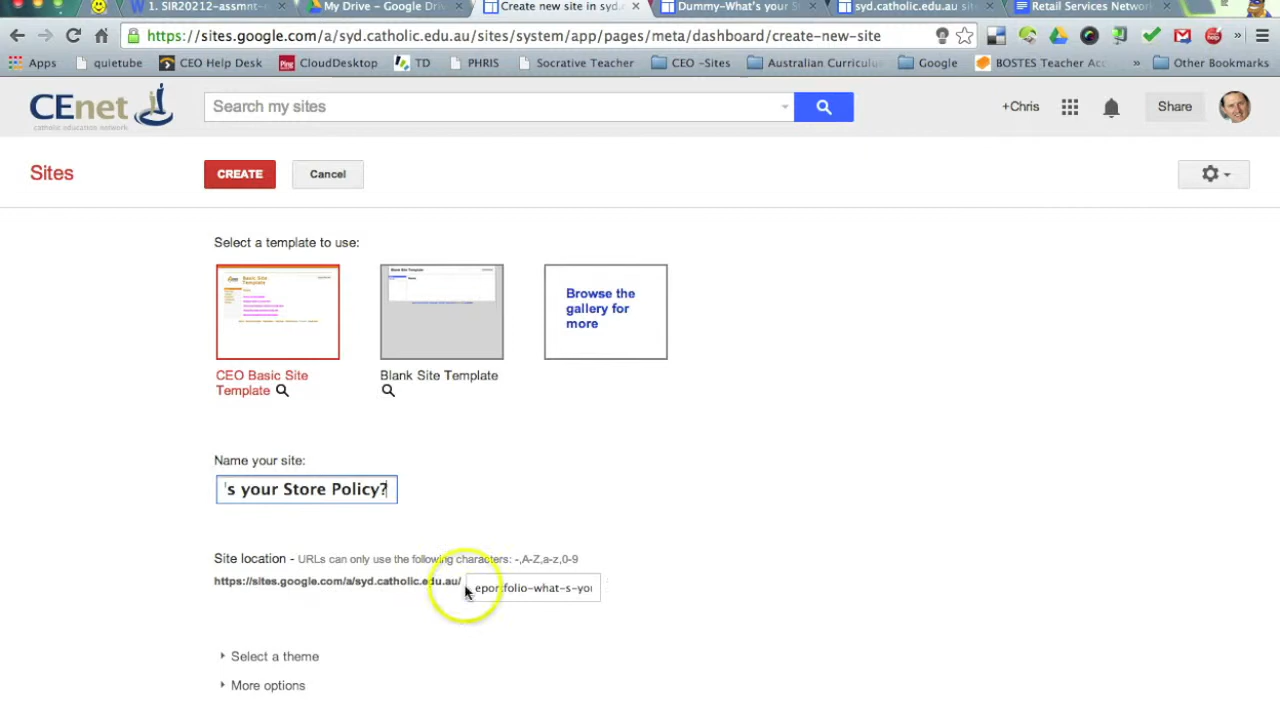 1. SIR20212-assmnt-
My Drive – Google Driv
Create new site in syd.
Dummy-What's your S
syd.catholic.edu.au sit
Retail Services Network
https://sites.google.com/a/syd.catholic.edu.au/sites/system/app/pages/meta/dashboard/create-new-site
Apps
quietube
CEO Help Desk
CloudDesktop
TD
PHRIS
Socrative Teacher
CEO -Sites
Australian Curriculu
Google
BOSTES Teacher Acc
»
Other Bookmarks
CEnet
catholic education network
Search my sites
+Chris
Share
Sites
CREATE
Cancel
Select a template to use:
Browse the
gallery for
more
CEO Basic Site
Template
Blank Site Template
Name your site:
's your Store Policy?
Site location - URLs can only use the following characters: -,A-Z,a-z,0-9
https://sites.google.com/a/syd.catholic.edu.au/
eportfolio-what-s-you
Select a theme
More options